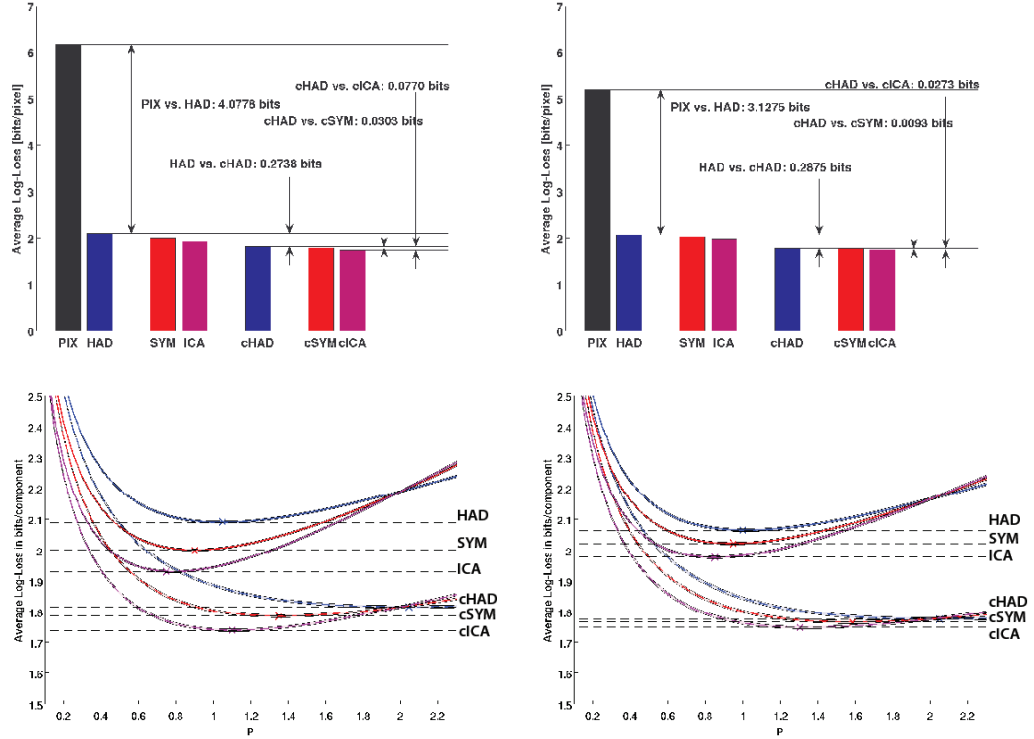 7
6
5
4
3
2
1
0
Average Log-Loss [bits/pixel]
cHAD vs. cICA: 0.0770 bits
PIX vs. HAD: 4.0778 bits
cHAD vs. cSYM: 0.0303 bits
HAD vs. cHAD: 0.2738 bits
PIX HAD SYM ICA cHAD cSYM cICA
7
6
5
4
3
2
1
0
Average Log-Loss [bits/pixel]
cHAD vs. cICA: 0.0273 bits
PIX vs. HAD: 3.1275 bits
cHAD vs. cSYM: 0.0093 bits
HAD vs. cHAD: 0.2875 bits
PIX HAD SYM ICA cHAD cSYM cICA
2.5
2.4
2.3
2.2
2.1
2
1.9
1.8
1.7
1.6
1.5
Average Log-Loss in bits/component
HAD
SYM
ICA
cHAD
cSYM
cICA
0.2 0.4 0.6 0.8 1 1.2 1.4 1.6 1.8 2 2.2
P
2.5
2.4
2.3
2.2
2.1
2
1.9
1.8
1.7
1.6
1.5
Average Log-Loss in bits/component
HAD
SYM
ICA
cHAD
cSYM
cICA
0.2 0.4 0.6 0.8 1 1.2 1.4 1.6 1.8 2 2.2
P